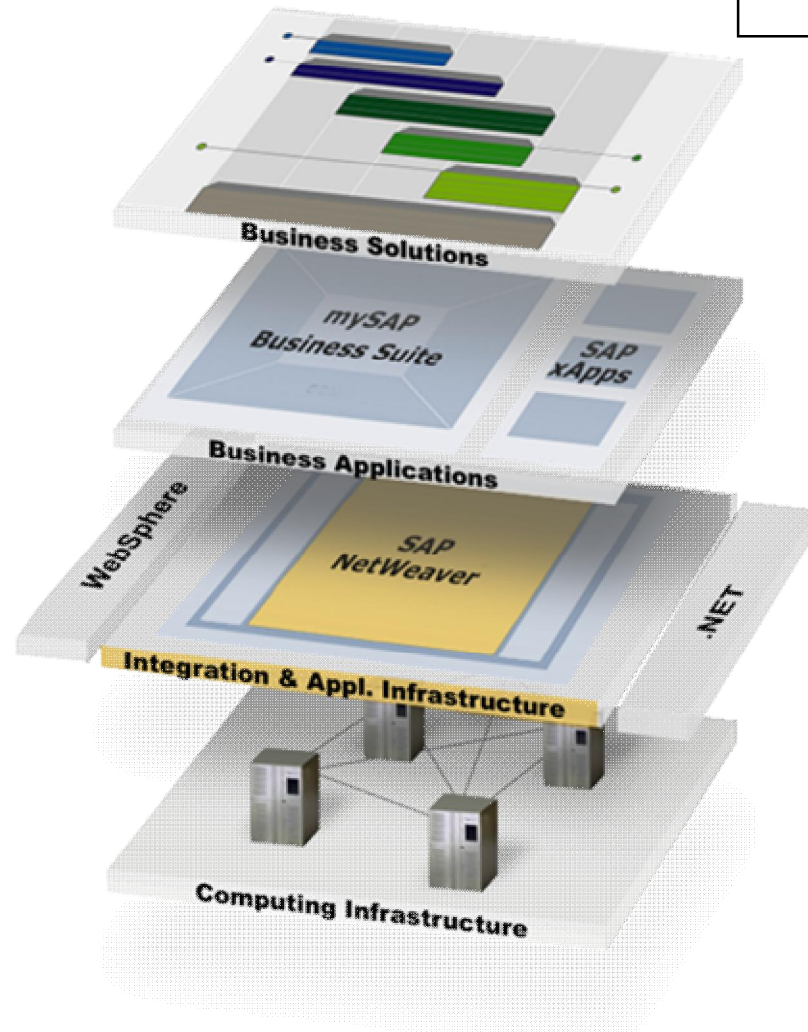 Business Solutions
mySAP
Business Suite
SAP
xApps
Business Applications
WebSphere
SAP
NetWeaver
.NET
Integration & Appl. Infrastructure
Computing Infrastructure